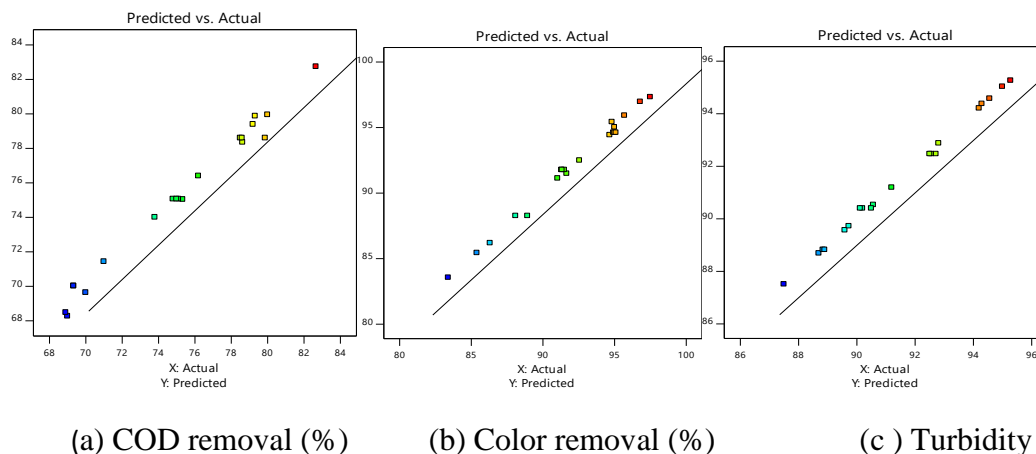 Predicted vs. Actual
84
82
80
78
76
74
72
70
68
68 70 72 74 76 78 80 82 84
X: Actual
Y: Predicted
Predicted vs. Actual
100
95
90
85
80
80 85 90 95 100
X: Actual
Y: Predicted
Predicted vs. Actual
96
94
92
90
88
86
86 88 90 92 94 96
X: Actual
Y: Predicted
(a) COD removal (%) (b) Color removal (%) (c ) Turbidity